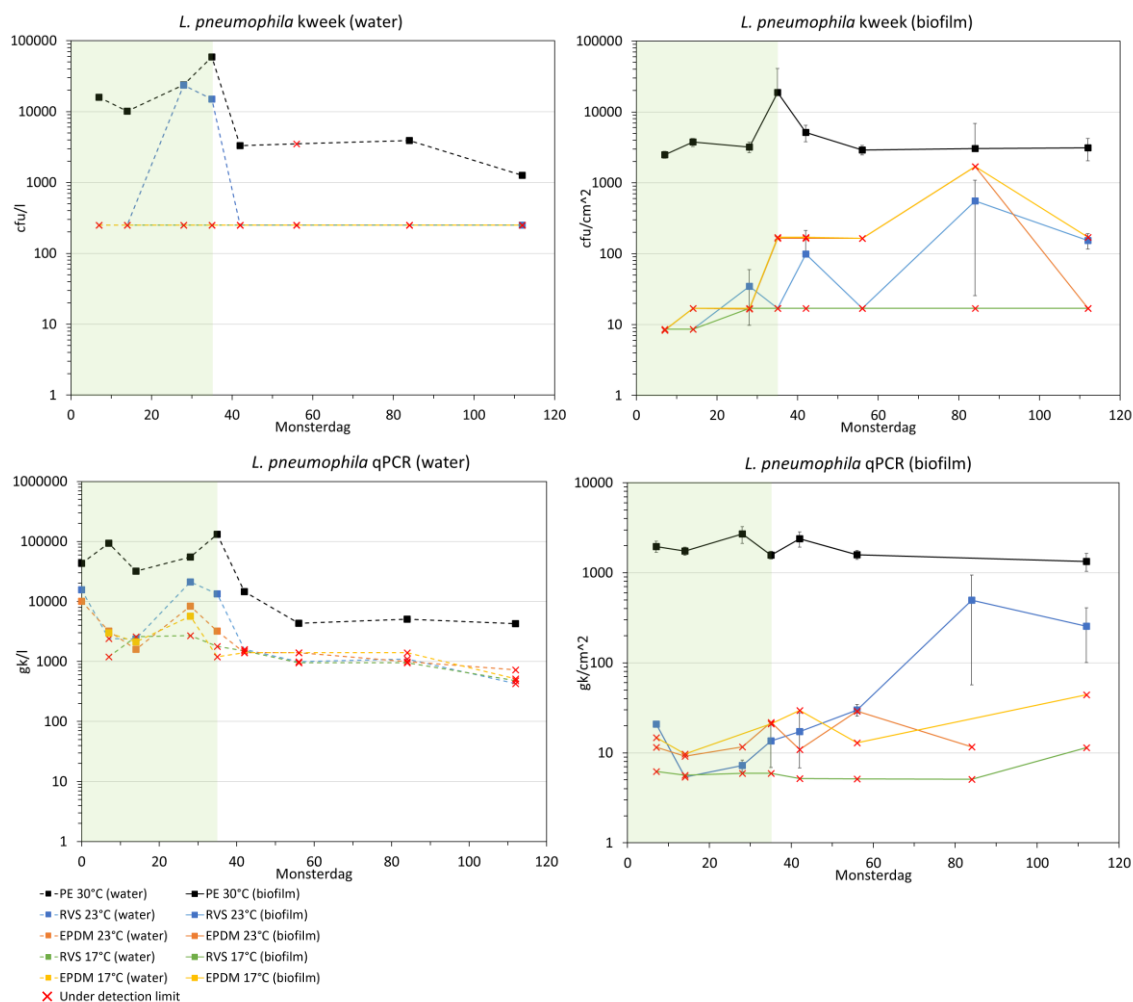 L. pneumophila kweek (water)
100000
10000
1000
100
10
1
cfu/l
0 20 40 60 80 100 120
Monsterdag
L. pneumophila kweek (biofilm)
100000
10000
1000
100
10
1
cfu/cm^2
0 20 40 60 80 100 120
Monsterdag
L. pneumophila qPCR (water)
1000000
100000
10000
1000
100
10
1
gk/l
0 20 40 60 80 100 120
Monsterdag
L. pneumophila qPCR (biofilm)
10000
1000
100
10
1
gk/cm^2
0 20 40 60 80 100 120
Monsterdag
PE 30°C (water) PE 30°C (biofilm)
RVS 23°C (water) RVS 23°C (biofilm)
EPDM 23°C (water) EPDM 23°C (biofilm)
RVS 17°C (water) RVS 17°C (biofilm)
EPDM 17°C (water) EPDM 17°C (biofilm)
Under detection limit